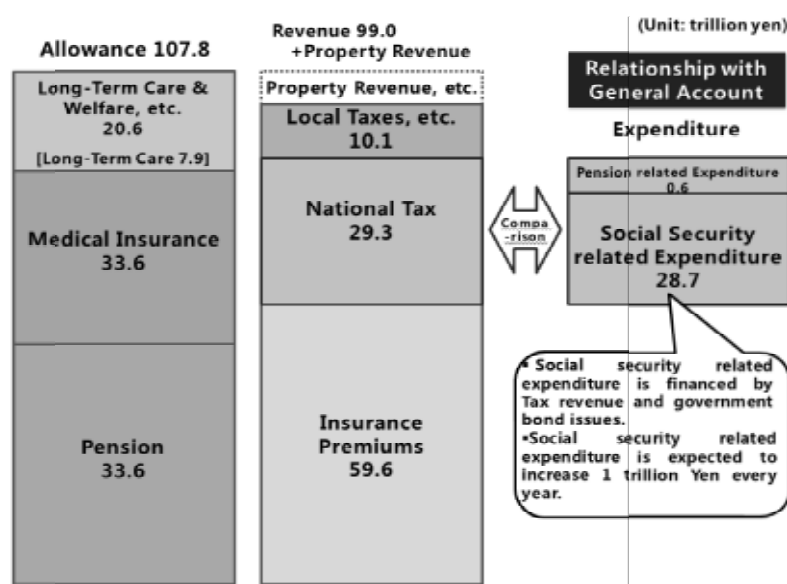 (Unit: trillion yen)
Allowance 107.8
Long-Term Care &
Welfare, etc.
20.6
[Long-Term Care 7.9]
Medical Insurance
33.6
Pension
33.6
Revenue 99.0
+Property Revenue
Property Revenue, etc.
Local Taxes, etc.
10.1
National Tax
29.3
Insurance
Premiums
59.6
Compa
-rison
Relationship with
General Account
Expenditure
Pension related Expenditure
0.6
Social Security
related Expenditure
28.7
▪ Social security related
expenditure is financed by
Tax revenue and government
bond issues.
▪Social security related
expenditure is expected to
increase 1 trillion Yen every
year.